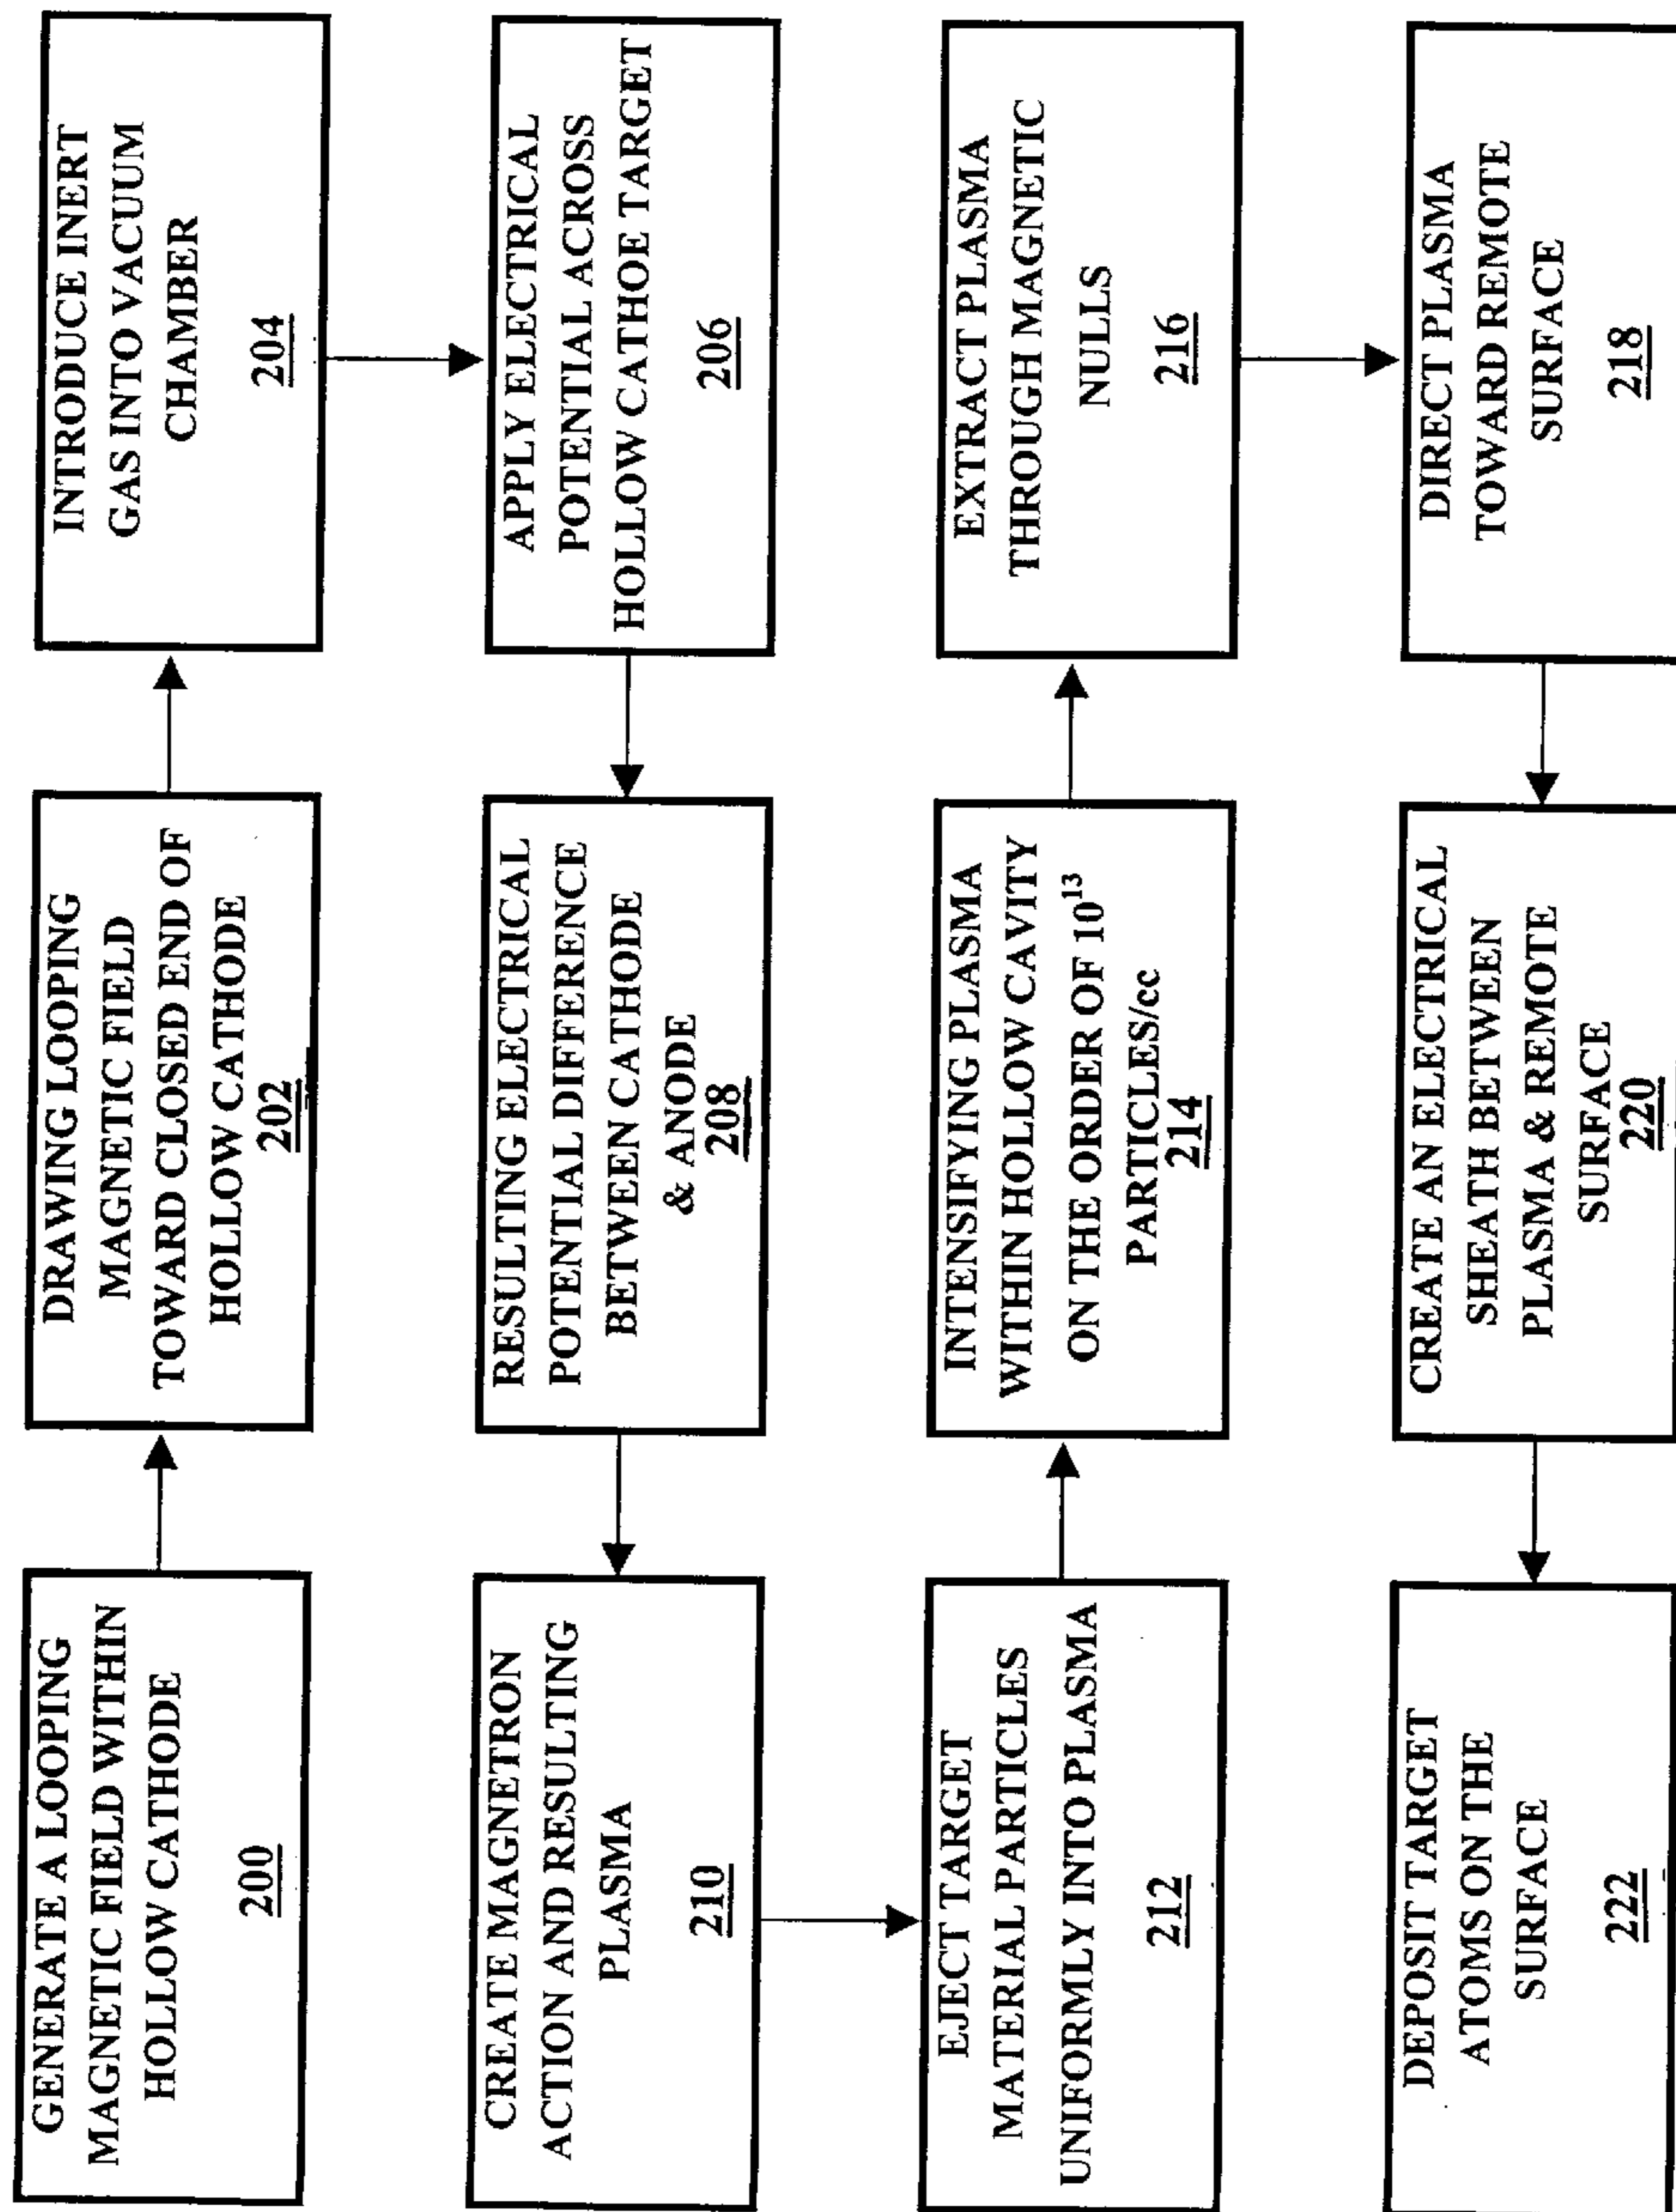 GENERATE A LOOPING
MAGNETIC FIELD WITHIN
HOLLOW CATHODE
200
DRAWING LOOPING
MAGNETIC FIELD
TOWARD CLOSED END OF
HOLLOW CATHODE
202
INTRODUCE INERT
GAS INTO VACUUM
CHAMBER
204
APPLY ELECTRICAL
POTENTIAL ACROSS
HOLLOW CATHOE TARGET
206
RESULTING ELECTRICAL
POTENTIAL DIFFERENCE
BETWEEN CATHODE
& ANODE
208
CREATE MAGNETRON
ACTION AND RESULTING
PLASMA
210
EJECT TARGET
MATERIAL PARTICLES
UNIFORMLY INTO PLASMA
212
INTENSIFYING PLASMA
WITHIN HOLLOW CAVITY
ON THE ORDER OF 10¹³
PARTICLES/cc
214
EXTRACT PLASMA
THROUGH MAGNETIC
NULLS
216
DIRECT PLASMA
TOWARD REMOTE
SURFACE
218
CREATE AN ELECTRICAL
SHEATH BETWEEN
PLASMA & REMOTE
SURFACE
220
DEPOSIT TARGET
ATOMS ON THE
SURFACE
222